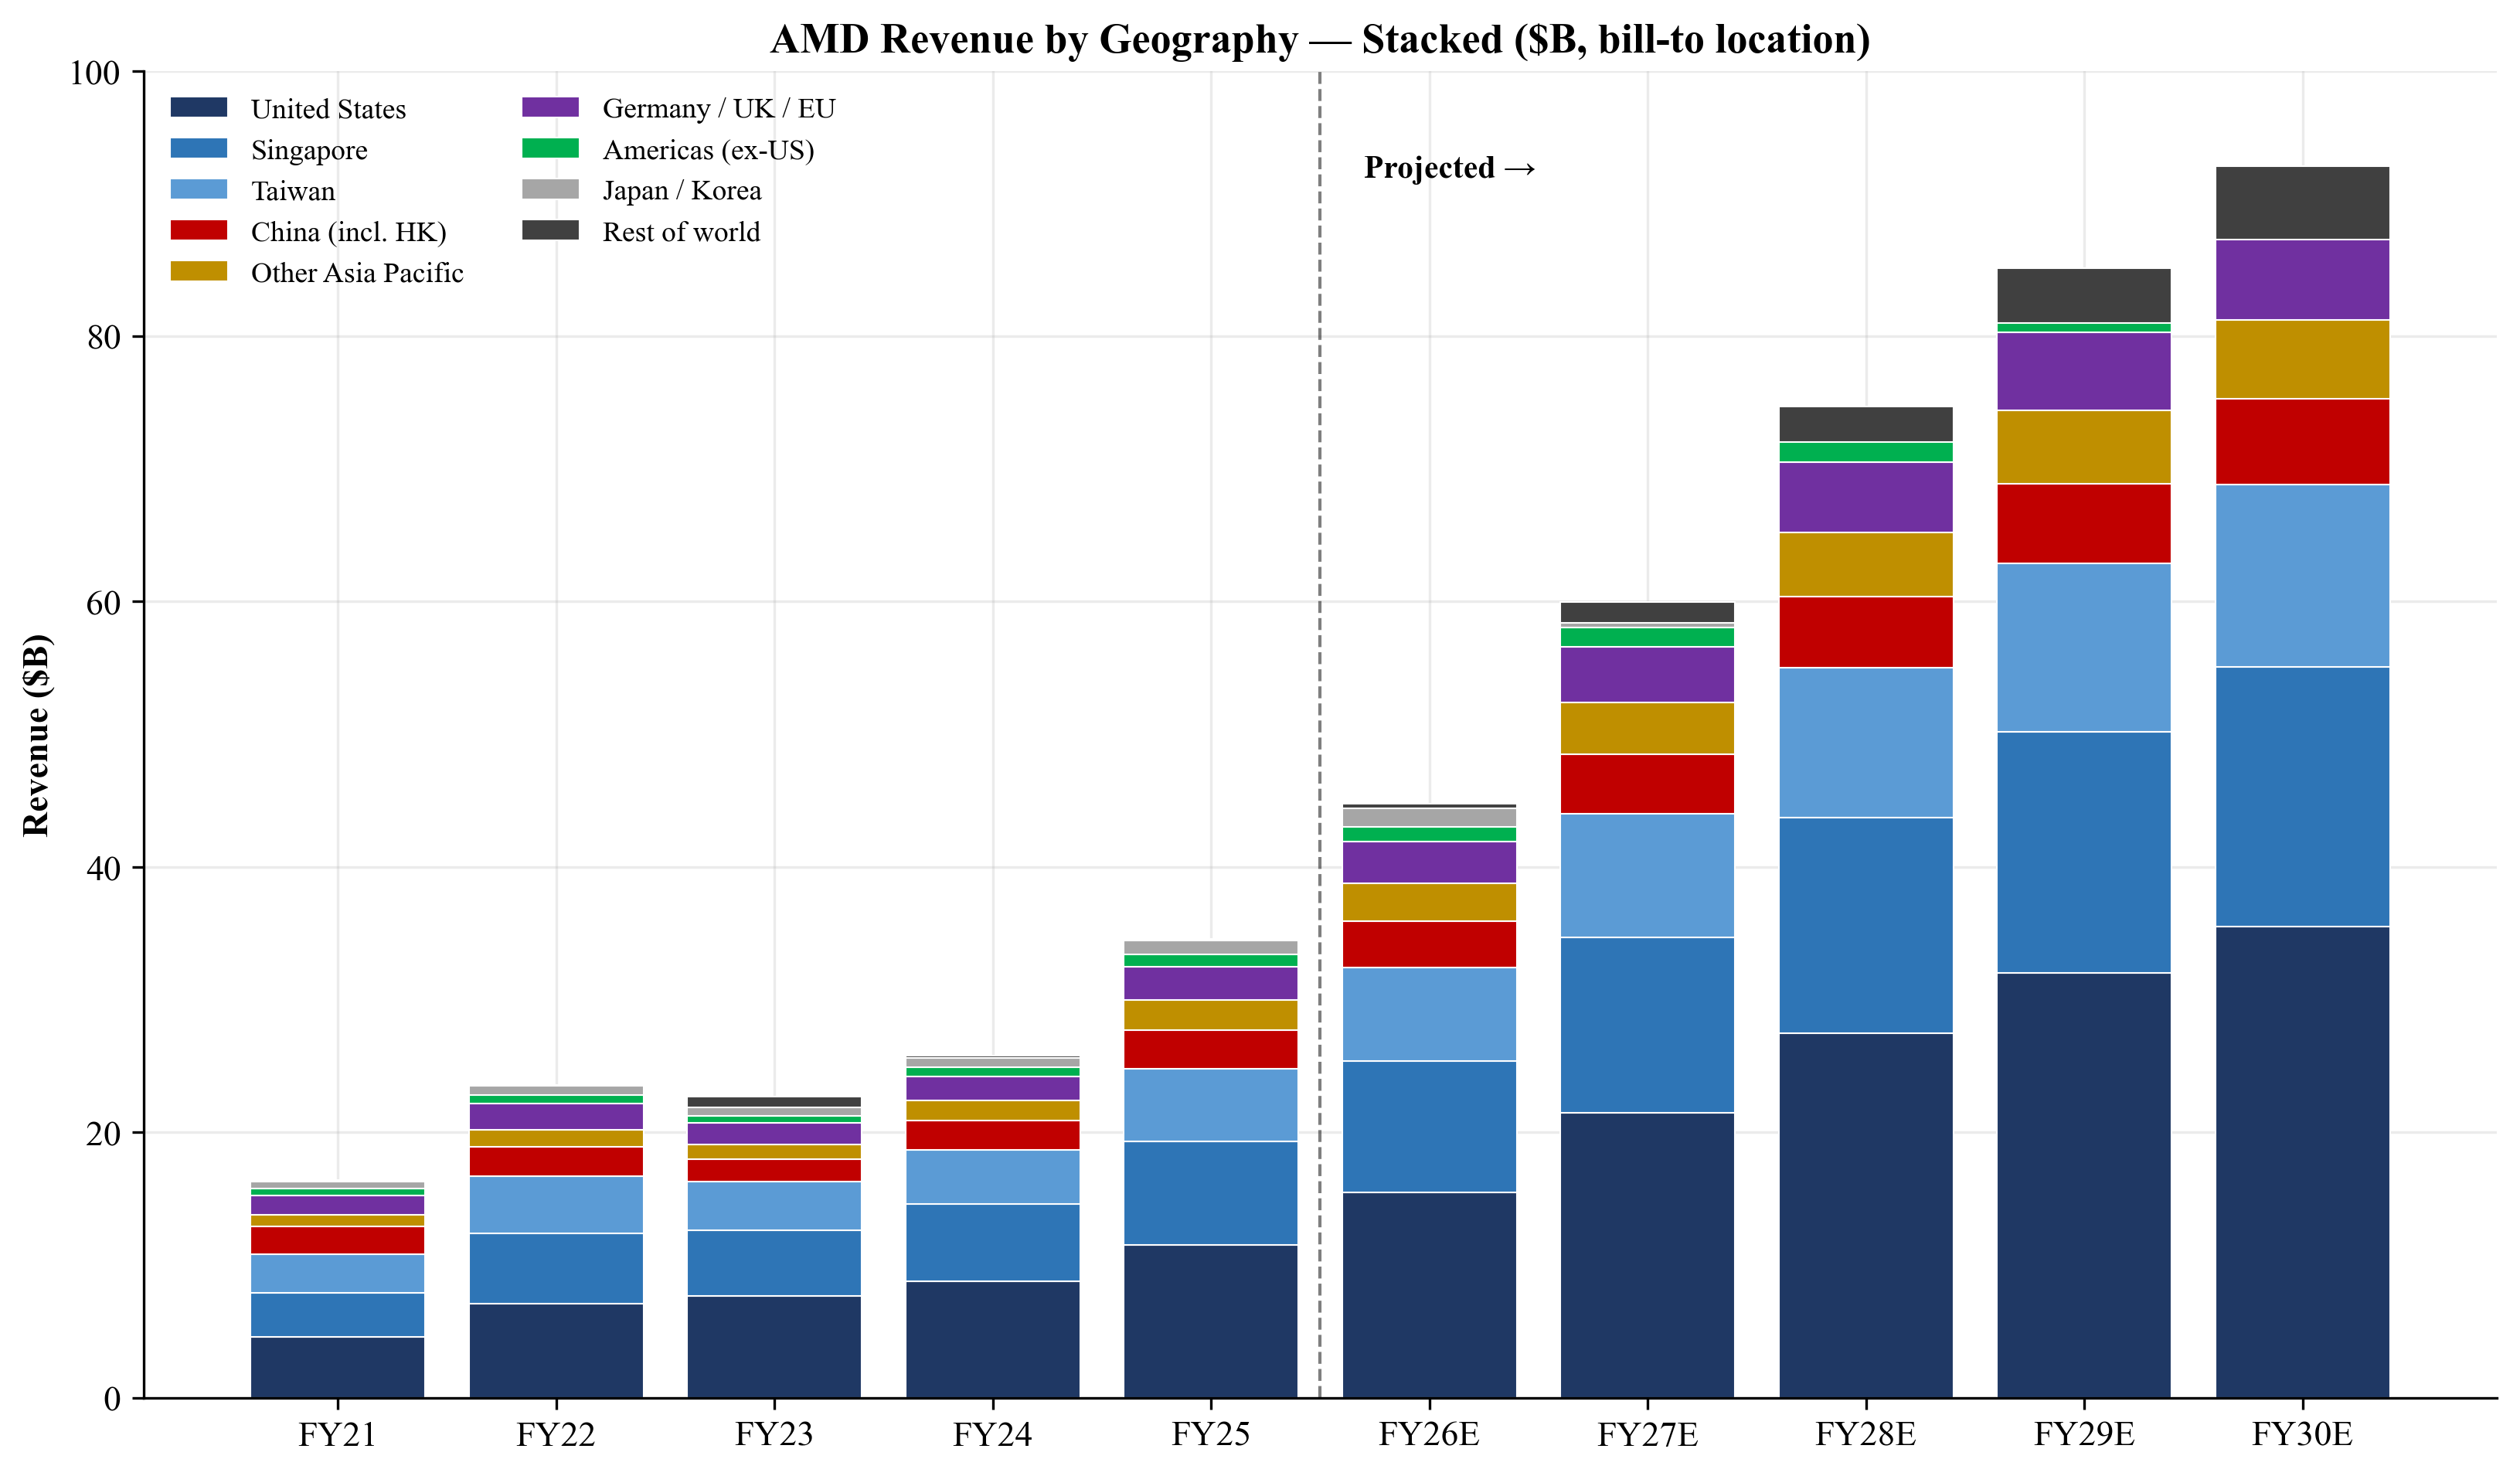 AMD Revenue by Geography — Stacked ($B, bill-to location)
United States
Singapore
Taiwan
China (incl. HK)
Other Asia Pacific
Germany / UK / EU
Americas (ex-US)
Japan / Korea
Rest of world
Projected →
Revenue ($B)
100
80
60
40
20
0
FY21 FY22 FY23 FY24 FY25 FY26E FY27E FY28E FY29E FY30E